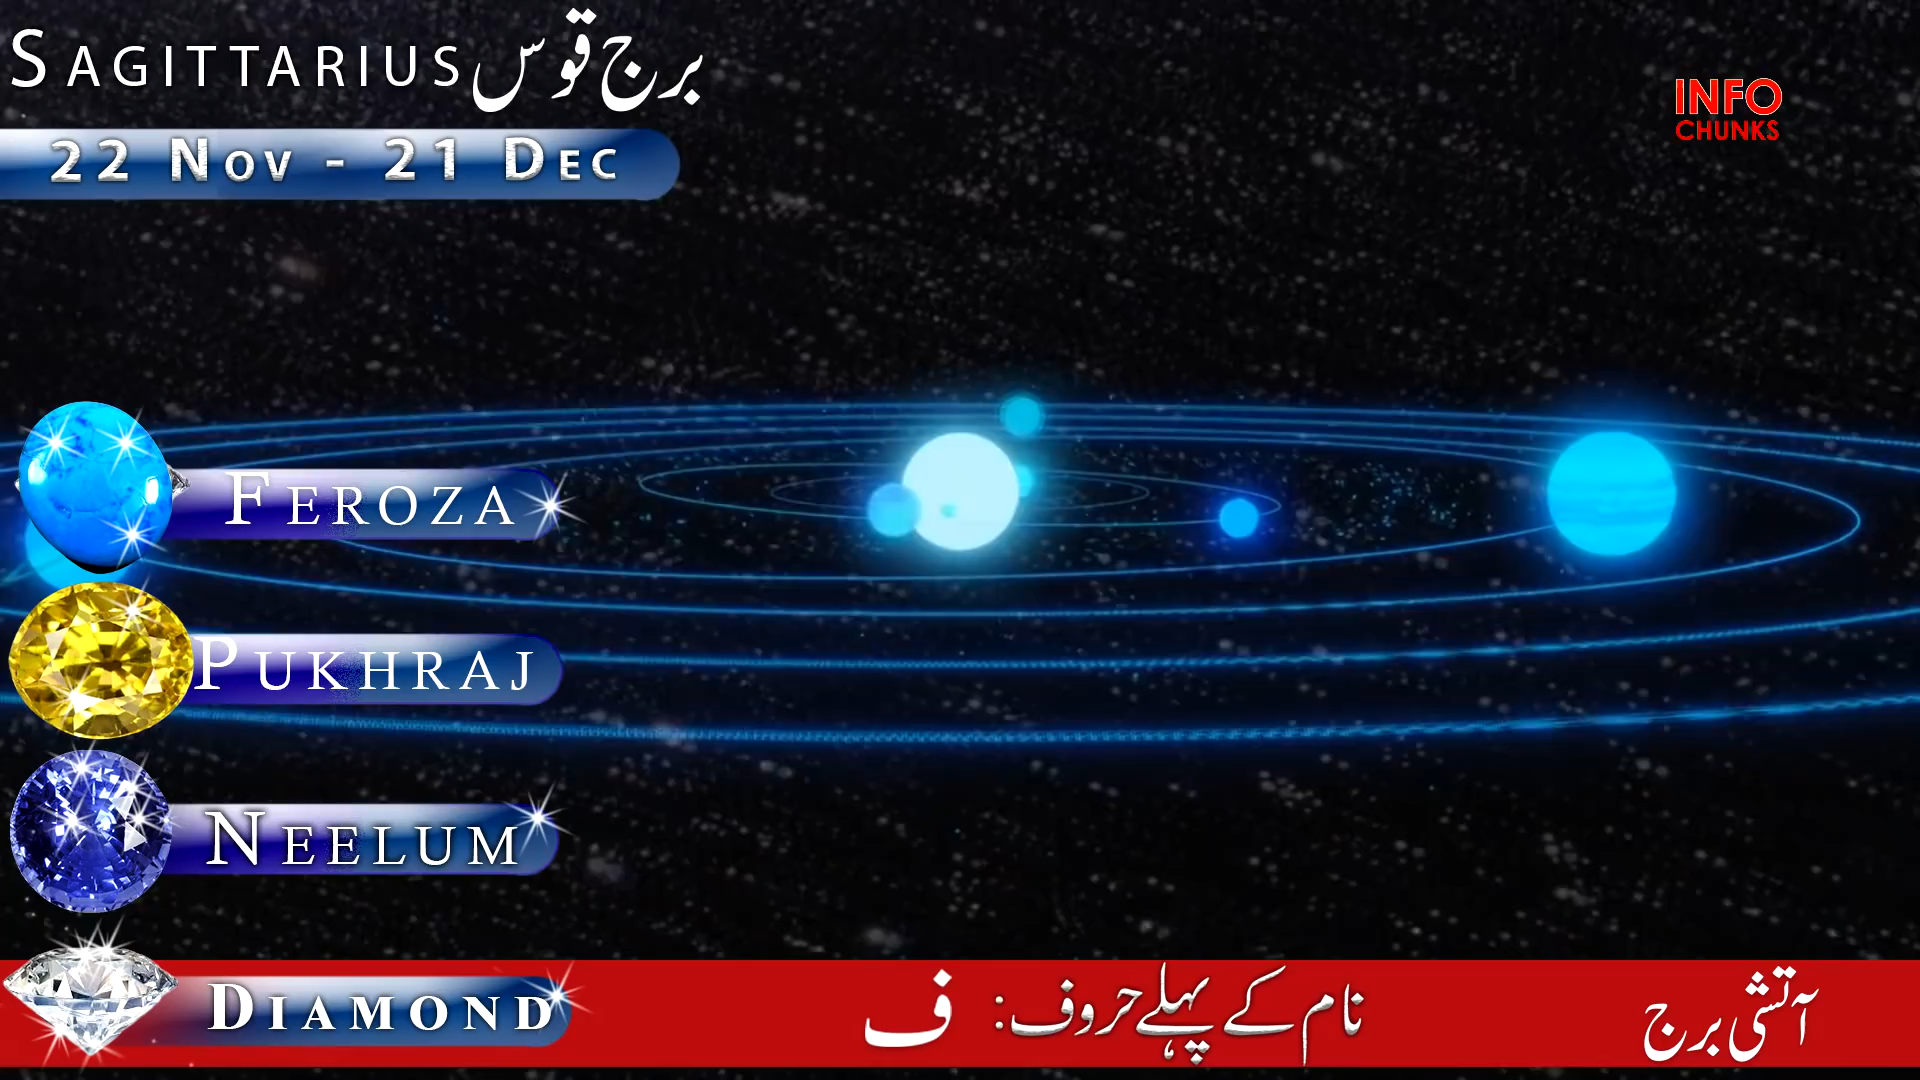 SAGITTARIUS برج قوس
INFO
CHUNKS
22 NOV - 21 DEC
FEROZA
PUKHRAJ
NEELUM
DIAMOND
آتشی برج
نام کے پہلے حروف: ف